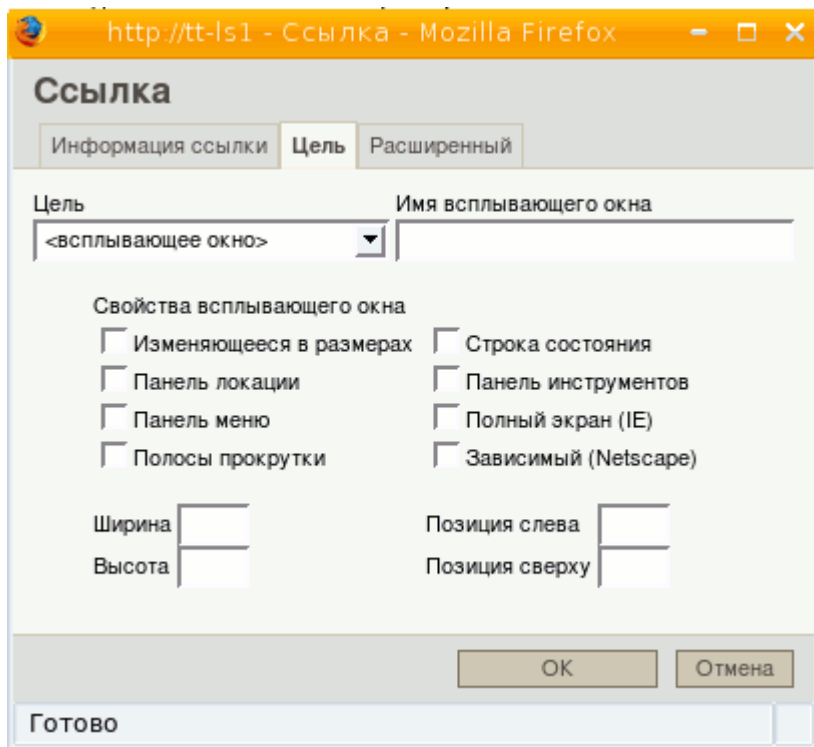 http://tt-ls1 - Ссылка - Mozilla Firefox
Ссылка
Информация ссылки Цель Расширенный
Цель Имя всплывающего окна
<всплывающее окно>
Свойства всплывающего окна
Изменяющееся в размерах Строка состояния
Панель локации Панель инструментов
Панель меню Полный экран (IE)
Полосы прокрутки Зависимый (Netscape)
Ширина Позиция слева
Высота Позиция сверху
OK Отмена
Готово